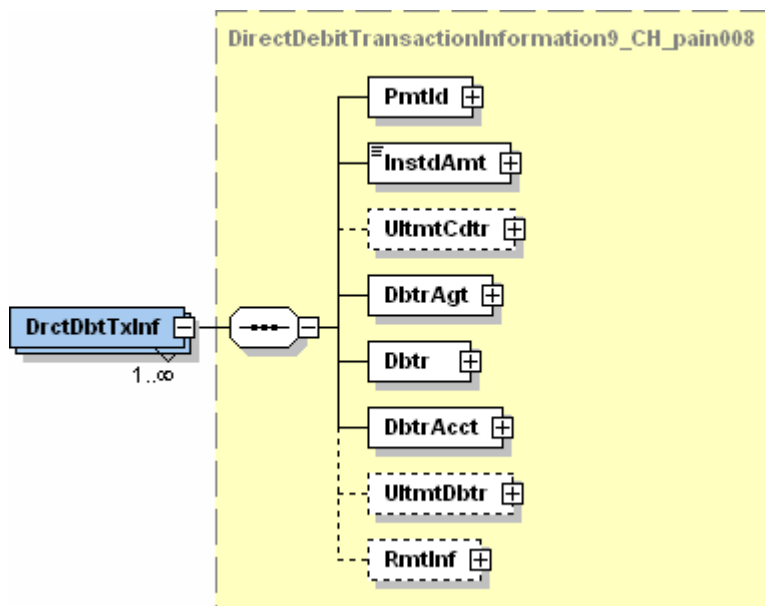 DirectDebitTransactionInformation9_CH_pain008
PmtId
InstdAmt
UltmtCdtr
DbtrAgt
DrctDbtTxInf
1..∞
Dbtr
DbtrAcct
UltmtDbtr
RmtInf